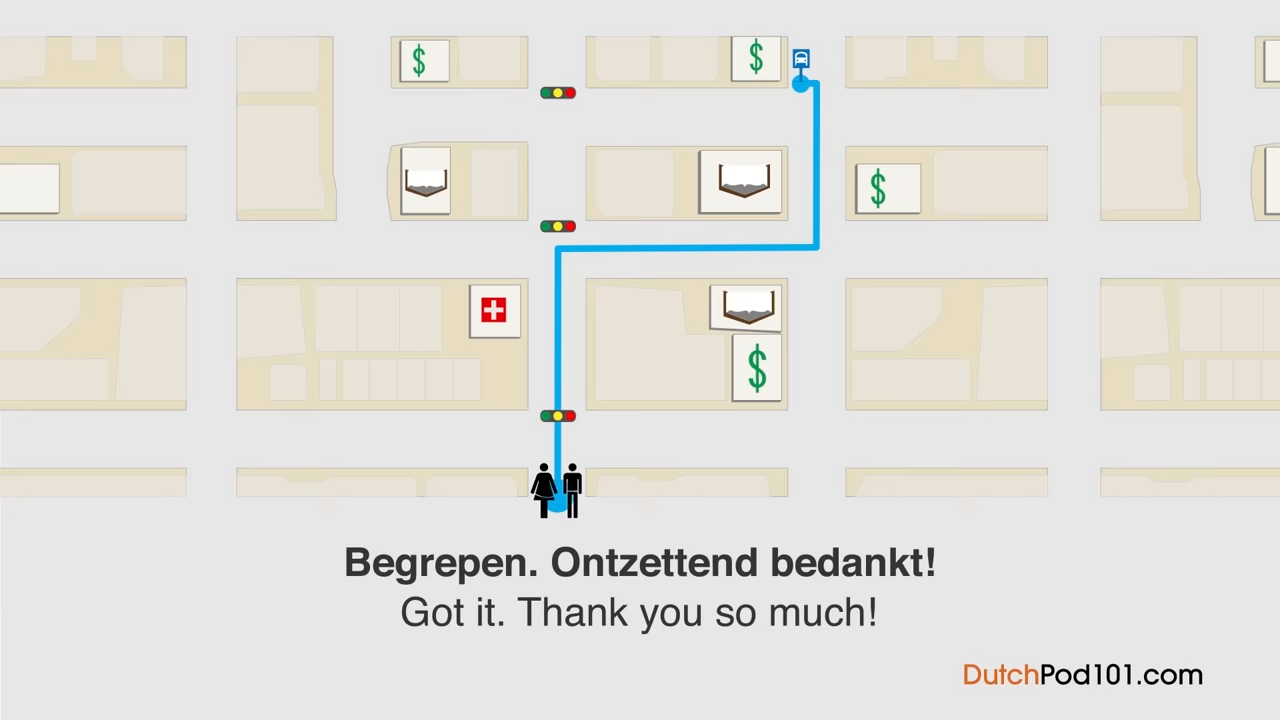 $
$
$
$
Begrepen. Ontzettend bedankt!
Got it. Thank you so much!
DutchPod101.com